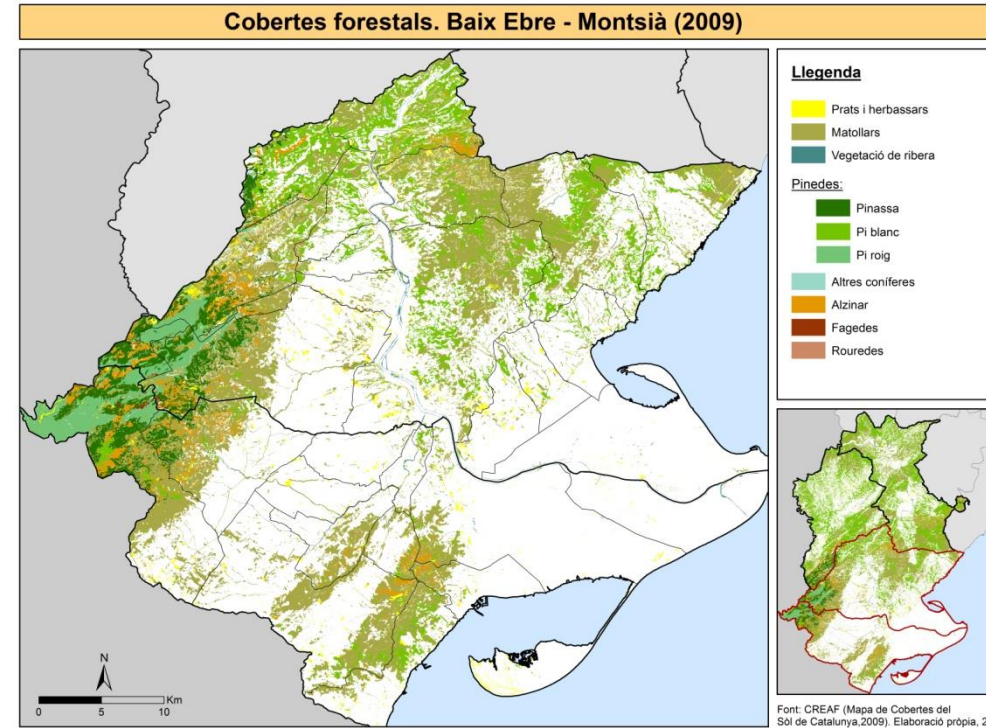 Cobertes forestals. Baix Ebre - Montsià (2009)
Llegenda
Prats i herbassars
Matollars
Vegetació de ribera
Pinedes:
Pinassa
Pi blanc
Pi roig
Altres coníferes
Alzinar
Fagedes
Rouredes
N
Km
0 5 10
Font: CREAF (Mapa de Cobertes del
Sòl de Catalunya,2009). Elaboració pròpia, 2